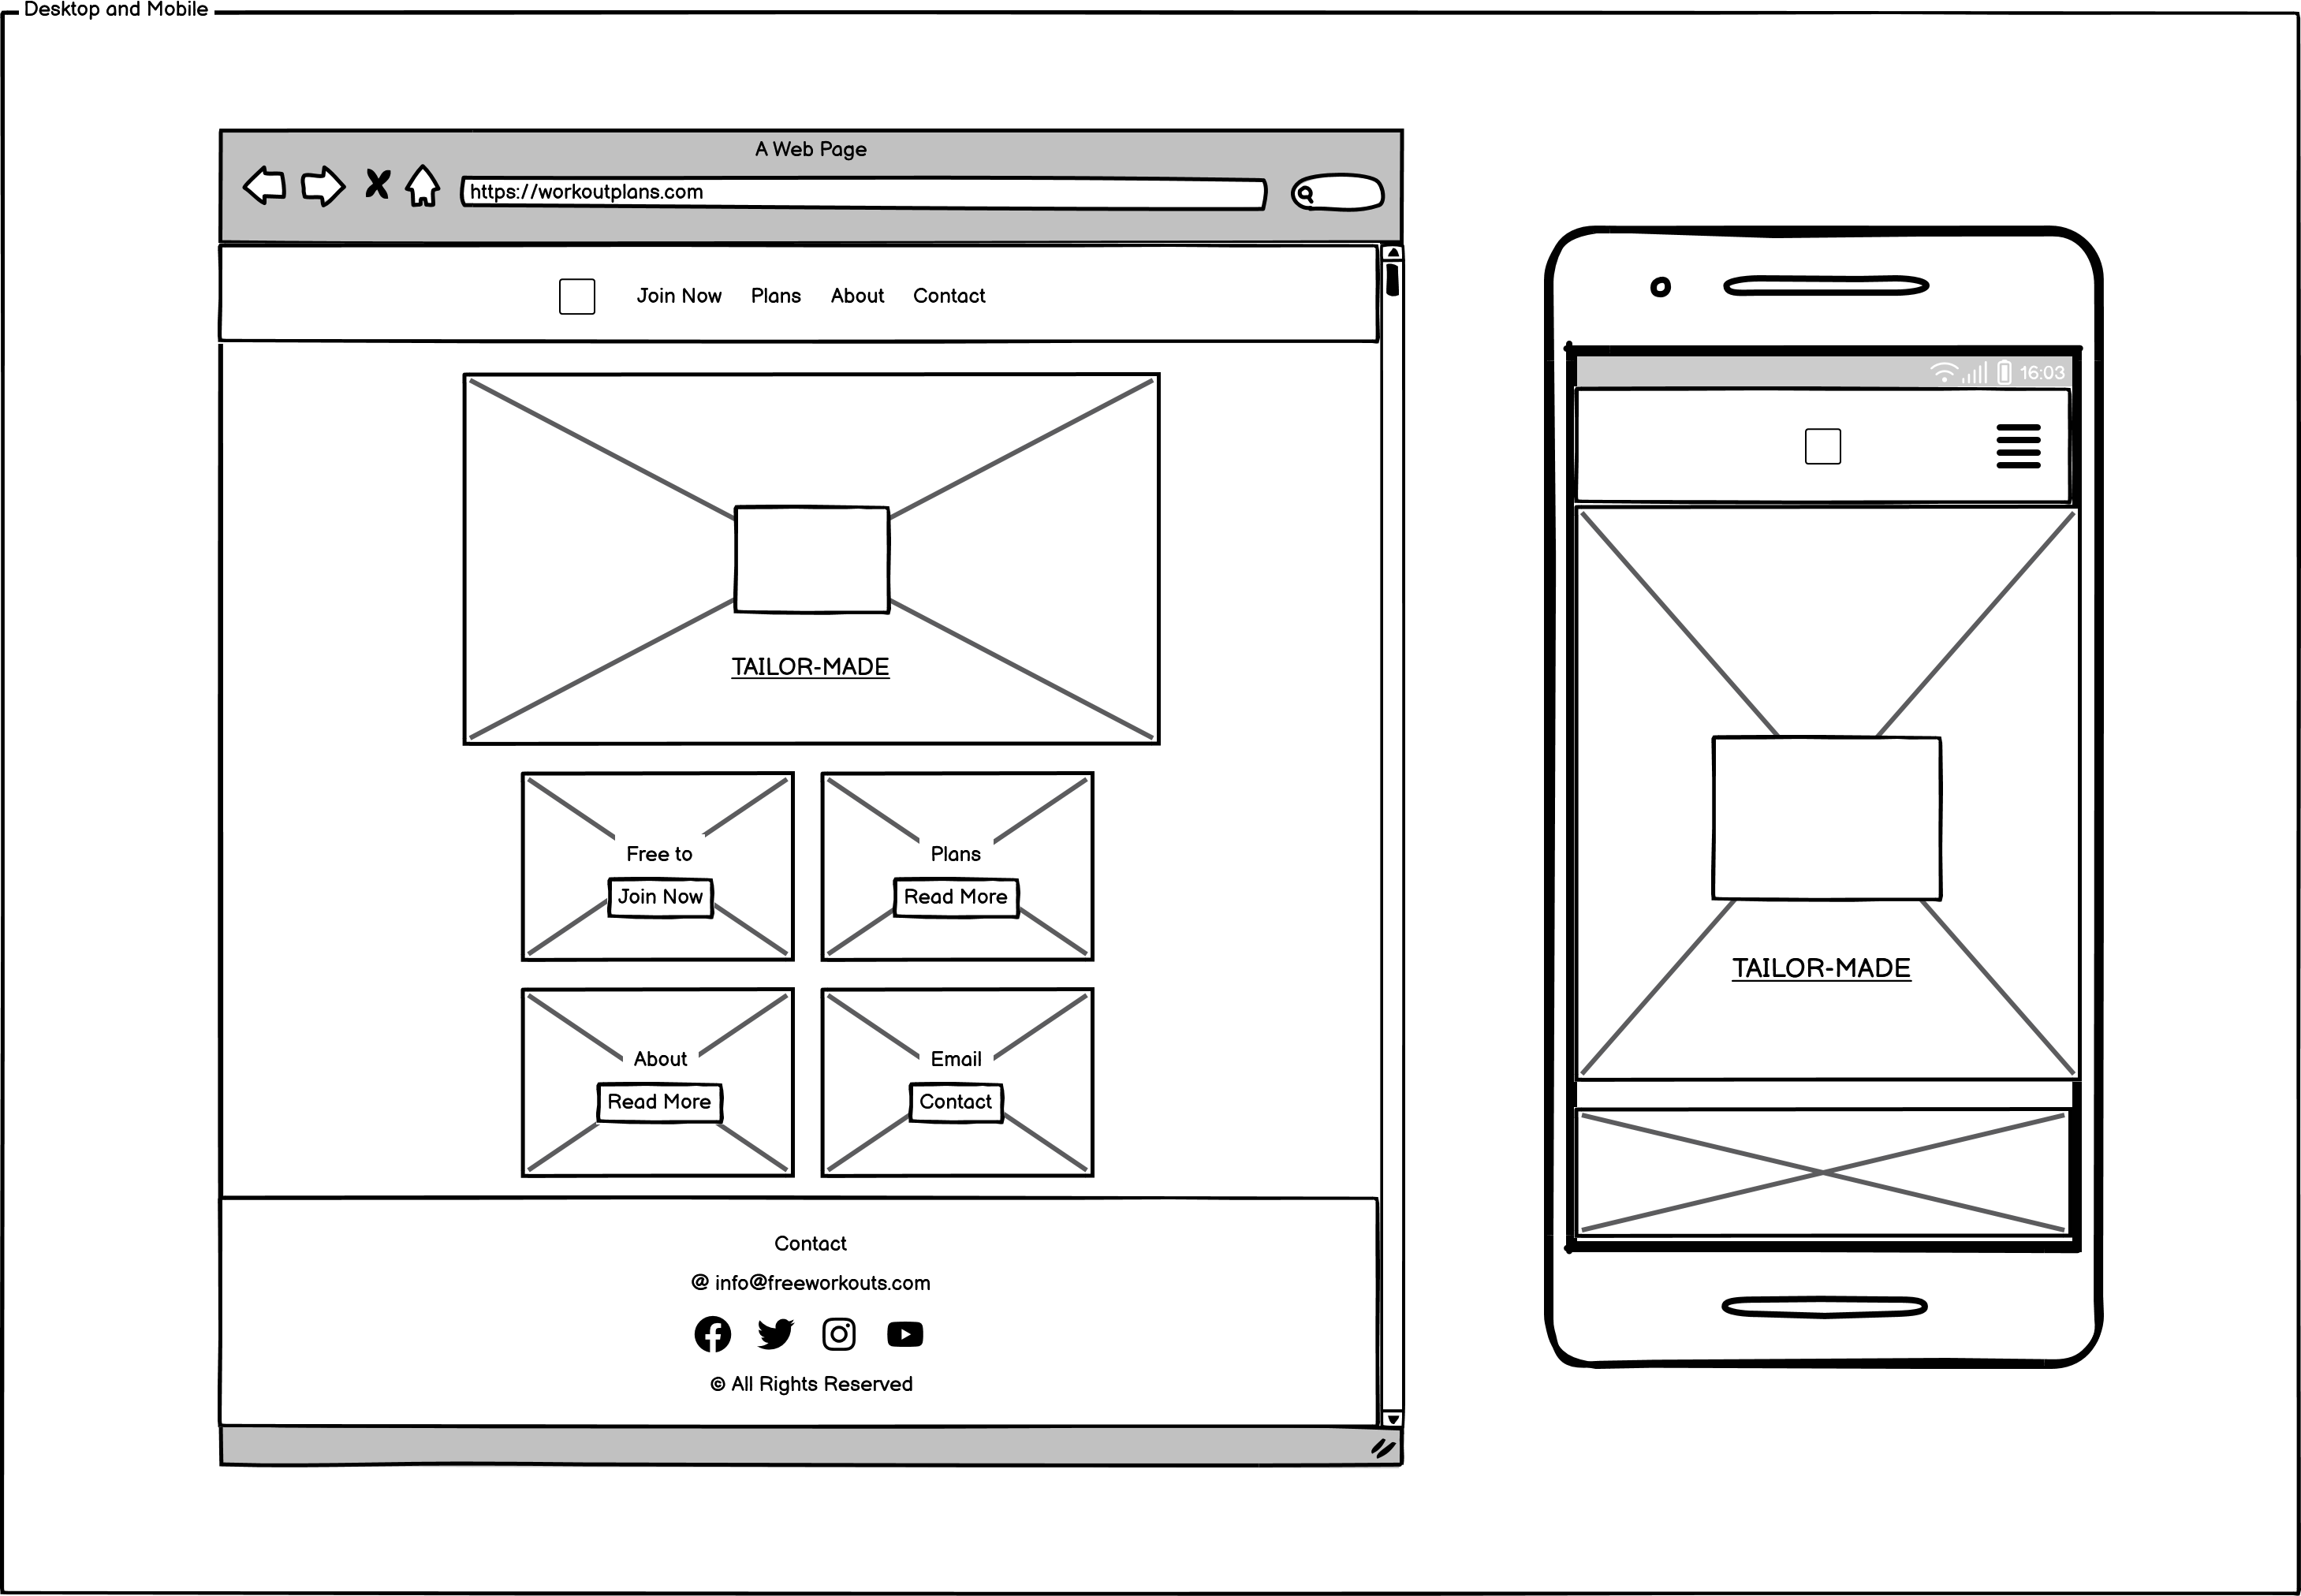 Desktop and Mobile
A Web Page
https://workoutplans.com
Join Now Plans About Contact
TAILOR-MADE
Free to
Join Now
Plans
Read More
About
Read More
Email
Contact
Contact
@ info@freeworkouts.com
© All Rights Reserved
16:03
TAILOR-MADE